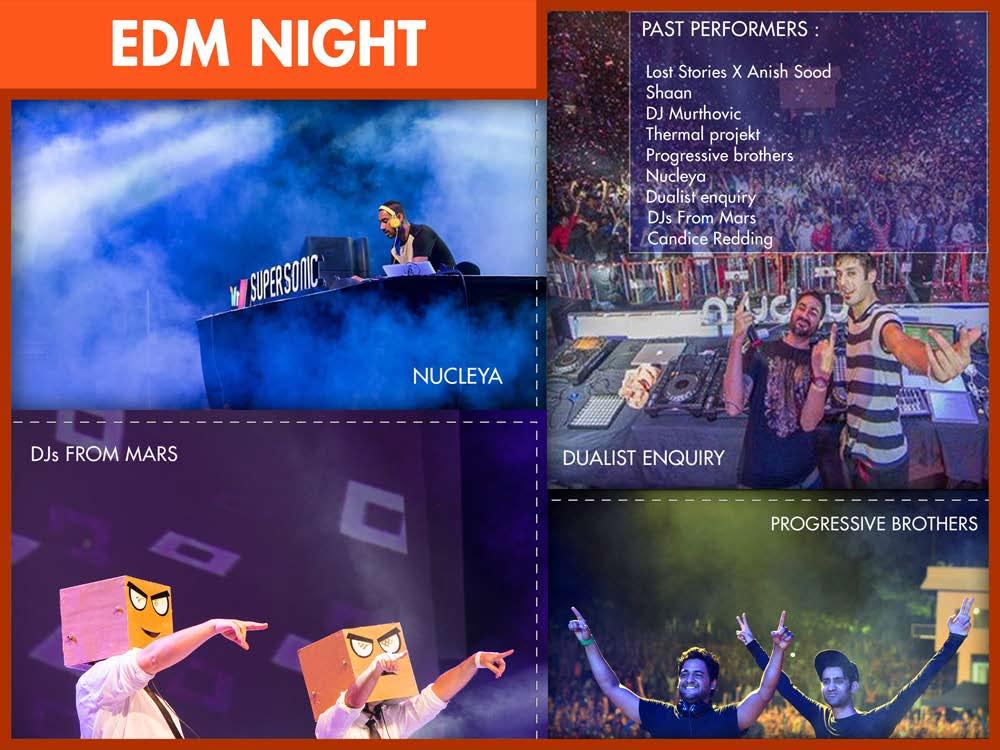 EDM NIGHT
PAST PERFORMERS :
Lost Stories X Anish Sood
Shaan
DJ Murthovic
Thermal projekt
Progressive brothers
Nucleya
Dualist enquiry
DJs From Mars
Candice Redding
SUPERSONIC
NUCLEYA
DUALIST ENQUIRY
DJs FROM MARS
PROGRESSIVE BROTHERS